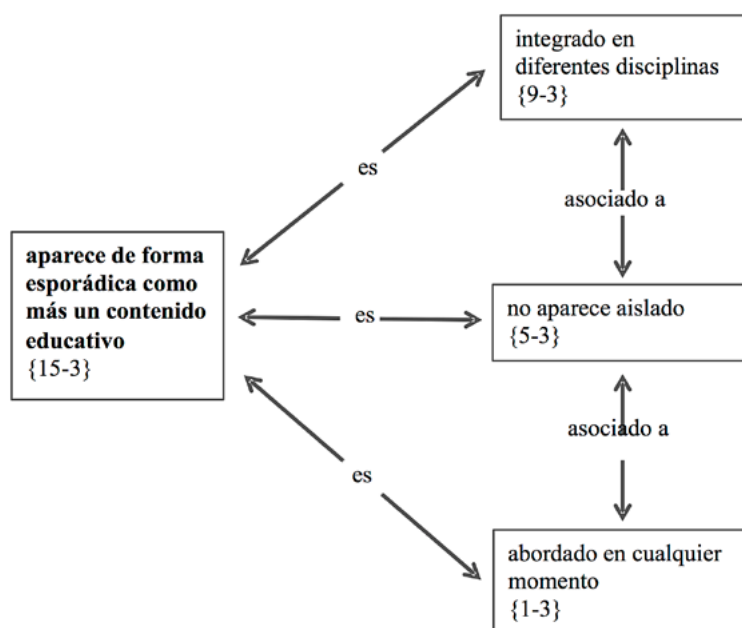 integrado en
diferentes disciplinas
{9-3}
es
asociado a
aparece de forma
esporádica como
más un contenido
educativo
{15-3}
es
no aparece aislado
{5-3}
asociado a
es
abordado en cualquier
momento
{1-3}